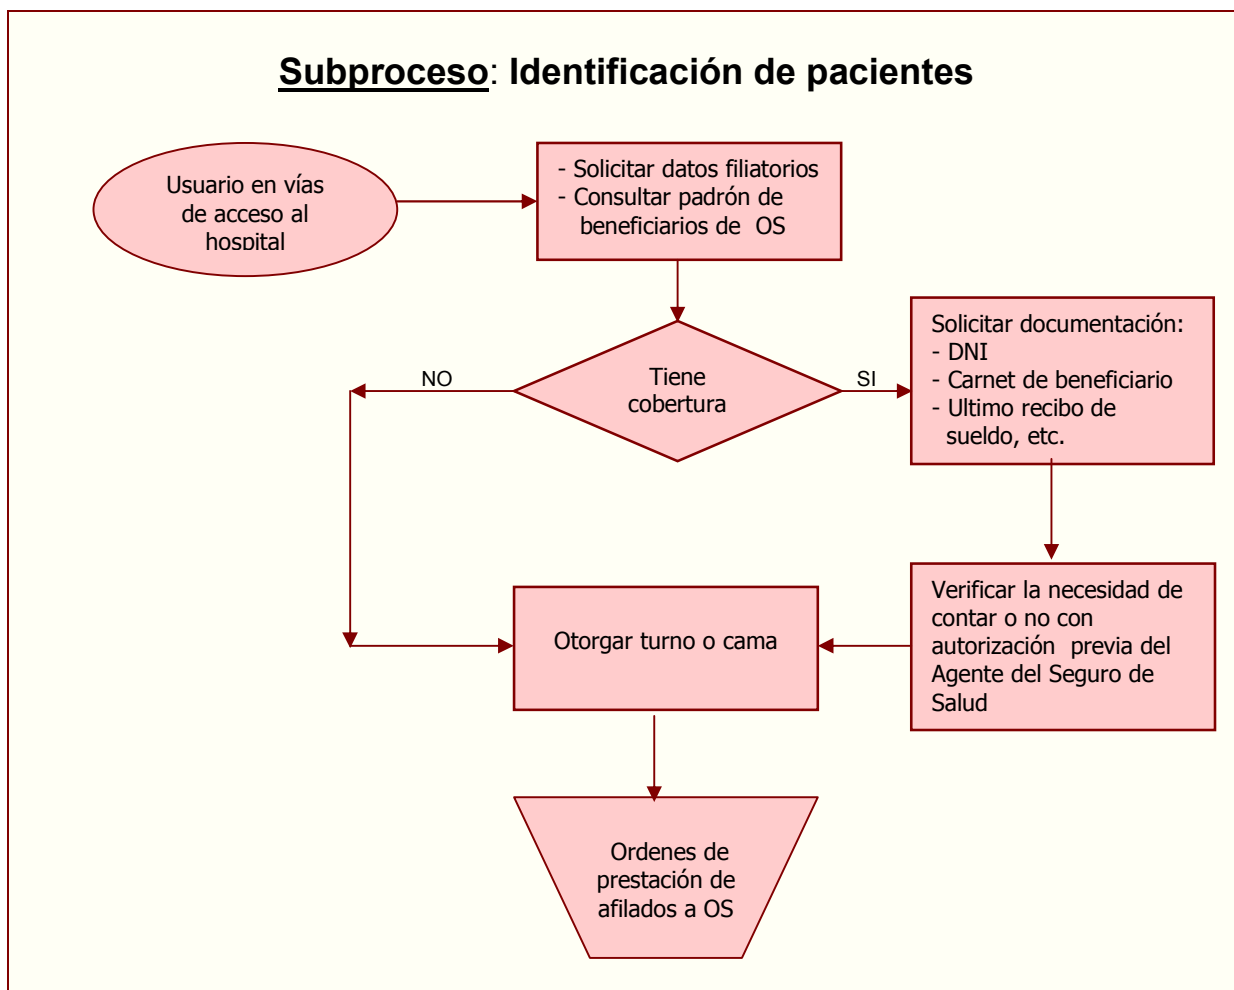 Subproceso: Identificación de pacientes
Usuario en vías
de acceso al
hospital
- Solicitar datos filiatorios
- Consultar padrón de
beneficiarios de OS
Tiene
cobertura
NO
SI
Solicitar documentación:
- DNI
- Carnet de beneficiario
- Ultimo recibo de
sueldo, etc.
Verificar la necesidad de
contar o no con
autorización previa del
Agente del Seguro de
Salud
Otorgar turno o cama
Ordenes de
prestación de
afilados a OS